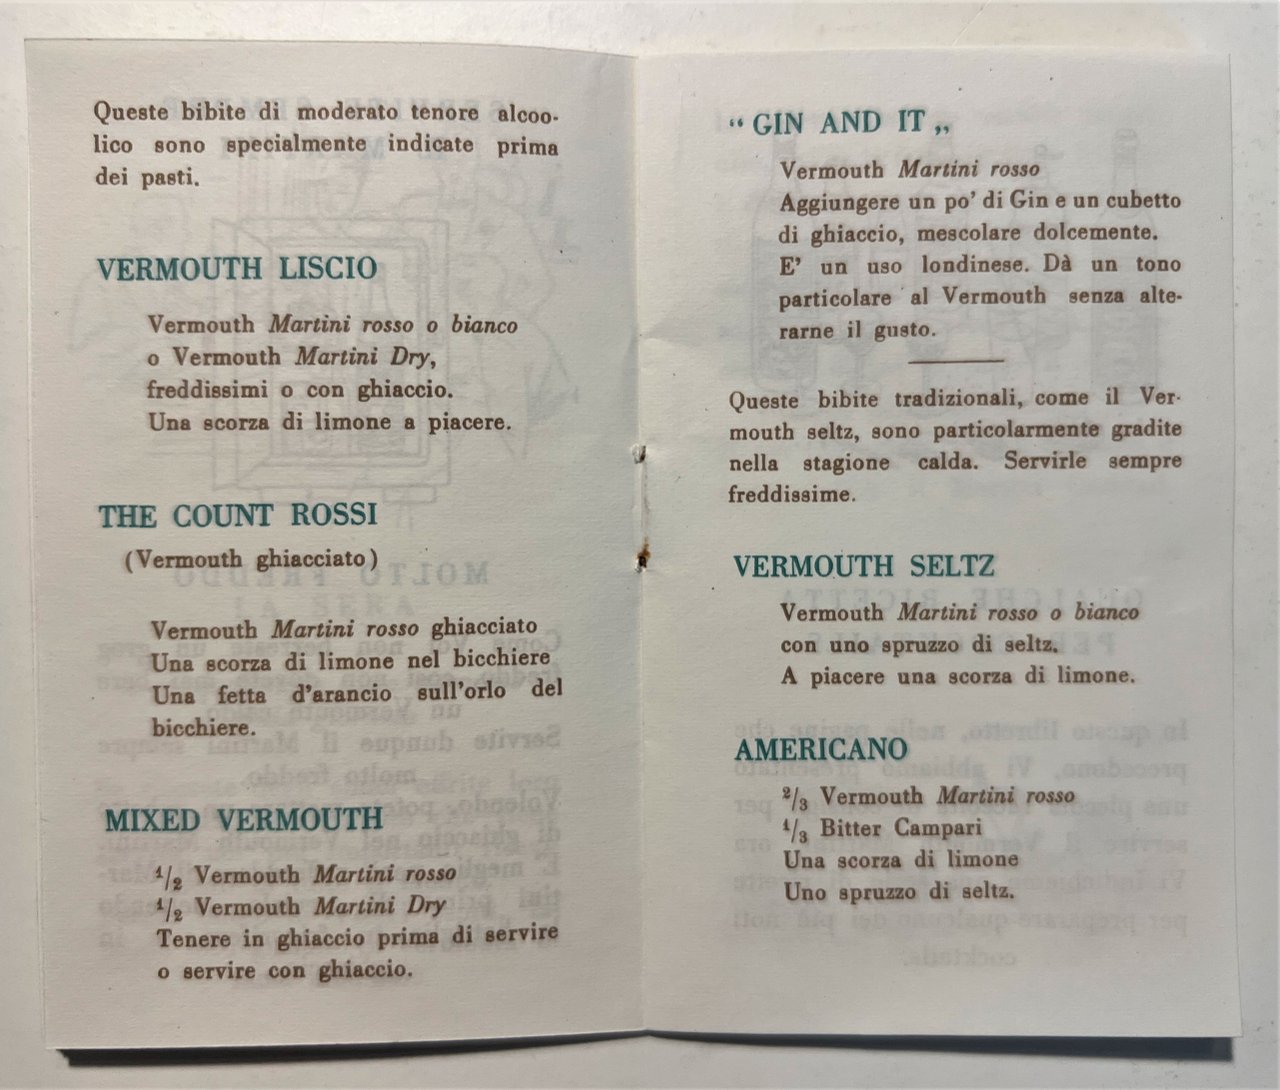 Queste bibite di moderato tenore alcoo-
lico sono specialmente indicate prima
dei pasti.
VERMOUTH LISCIO
Vermouth Martini rosso o bianco
o Vermouth Martini Dry,
freddissimi o con ghiaccio.
Una scorza di limone a piacere.
THE COUNT ROSSI
(Vermouth ghiacciato)
Vermouth Martini rosso ghiacciato
Una scorza di limone nel bicchiere
Una fetta d'arancio sull'orlo del
bicchiere.
MIXED VERMOUTH
1/2 Vermouth Martini rosso
1/2 Vermouth Martini Dry
Tenere in ghiaccio prima di servire
o servire con ghiaccio.
“ GIN AND IT „
Vermouth Martini rosso
Aggiungere un po' di Gin e un cubetto
di ghiaccio, mescolare dolcemente.
E' un uso londinese. Dà un tono
particolare al Vermouth senza alte-
rarne il gusto.
Queste bibite tradizionali, come il Ver-
mouth seltz, sono particolarmente gradite
nella stagione calda. Servirle sempre
freddissime.
VERMOUTH SELTZ
Vermouth Martini rosso o bianco
con uno spruzzo di seltz.
A piacere una scorza di limone.
AMERICANO
2/3 Vermouth Martini rosso
1/3 Bitter Campari
Una scorza di limone
Uno spruzzo di seltz.